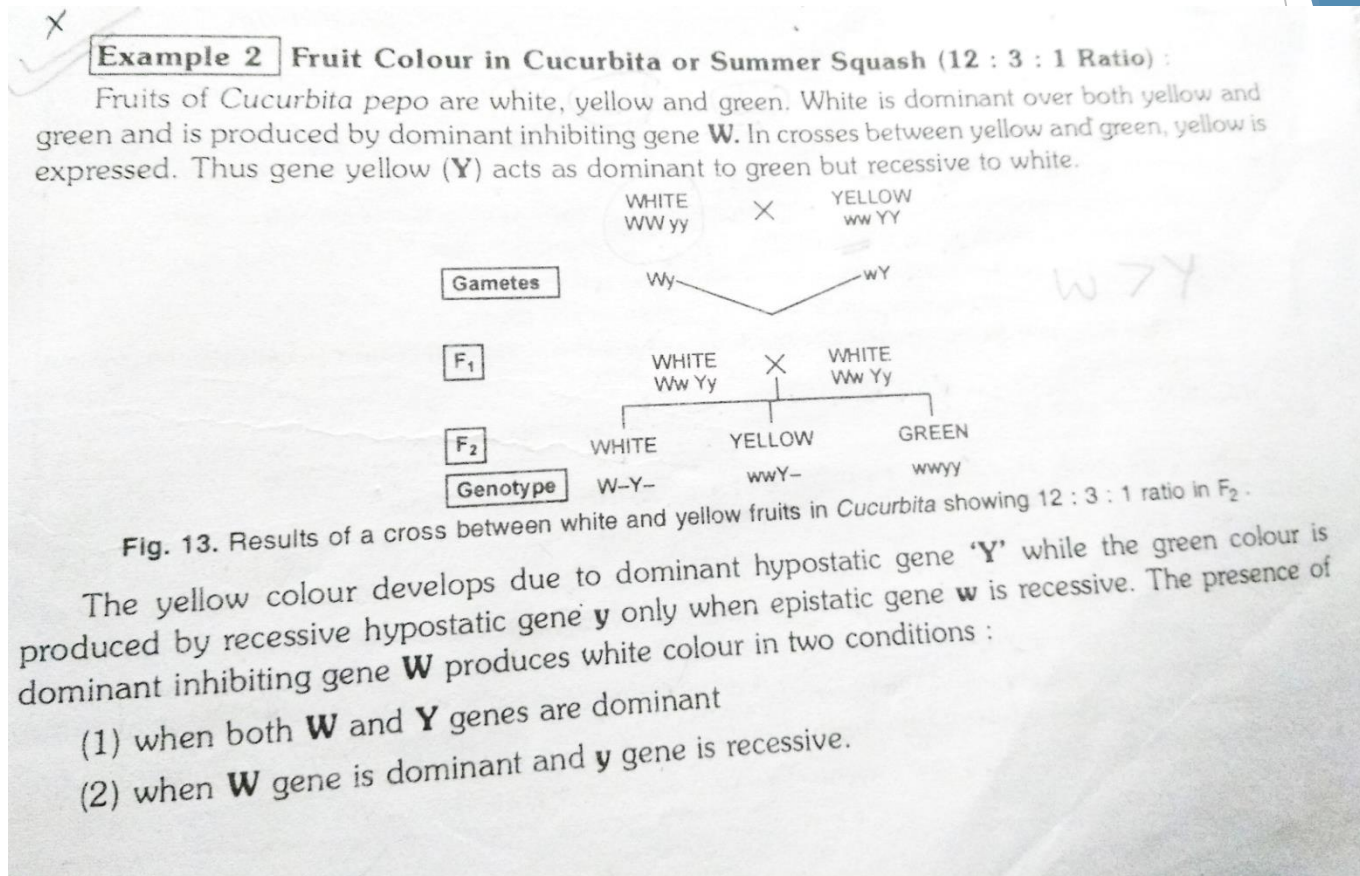 X
Example 2 Fruit Colour in Cucurbita or Summer Squash (12 : 3 : 1 Ratio) :
Fruits of Cucurbita pepo are white, yellow and green. White is dominant over both yellow and
green and is produced by dominant inhibiting gene W. In crosses between yellow and green, yellow is
expressed. Thus gene yellow (Y) acts as dominant to green but recessive to white.
WHITE X YELLOW
WW yy ww YY
Gametes Wy wY
W > Y
F1 WHITE X WHITE
Ww Yy Ww Yy
F2 WHITE YELLOW GREEN
Genotype W–Y– wwY– wwyy
Fig. 13. Results of a cross between white and yellow fruits in Cucurbita showing 12 : 3 : 1 ratio in F2 .
The yellow colour develops due to dominant hypostatic gene ‘Y’ while the green colour is
produced by recessive hypostatic gene y only when epistatic gene w is recessive. The presence of
dominant inhibiting gene W produces white colour in two conditions :
(1) when both W and Y genes are dominant
(2) when W gene is dominant and y gene is recessive.